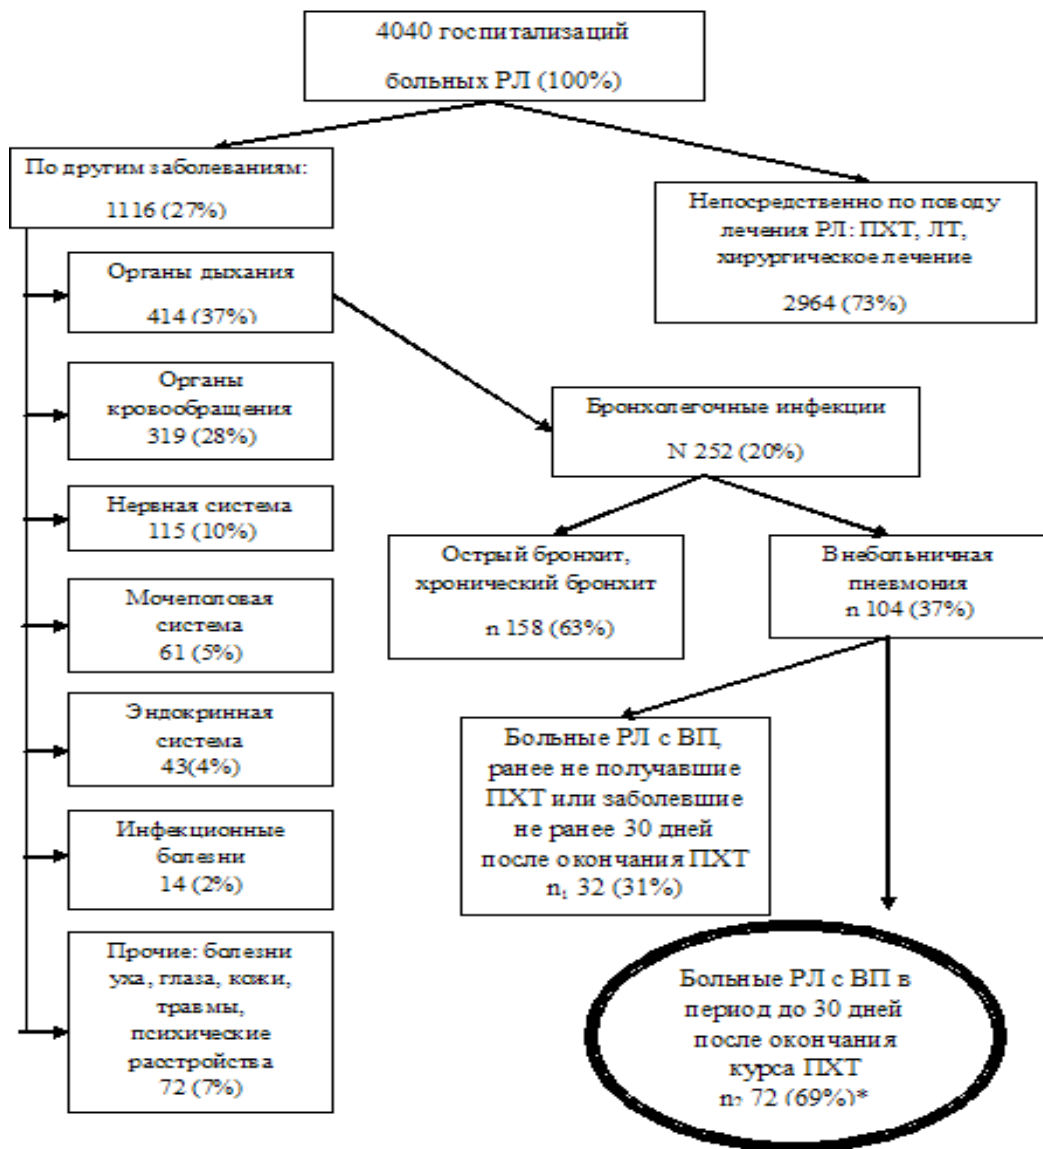 4040 госпитализаций
больных РЛ (100%)
По другим заболеваниям:
1116 (27%)
Непосредственно по поводу
лечения РЛ: ПХТ, ЛТ,
хирургическое лечение
2964 (73%)
Органы дыхания
414 (37%)
Органы
кровообращения
319 (28%)
Бронхолегочные инфекции
N 252 (20%)
Нервная система
115 (10%)
Острый бронхит,
хронический бронхит
n 158 (63%)
Внебольничная
пневмония
n 104 (37%)
Мочеполовая
система
61 (5%)
Эндокринная
система
43(4%)
Больные РЛ с ВП,
ранее не получавшие
ПХТ или заболевшие
не ранее 30 дней
после окончания ПХТ
n₁ 32 (31%)
Инфекционные
болезни
14 (2%)
Прочие: болезни
уха, глаза, кожи,
травмы,
психические
расстройства
72 (7%)
Больные РЛ с ВП в
период до 30 дней
после окончания
курса ПХТ
n₂ 72 (69%)*